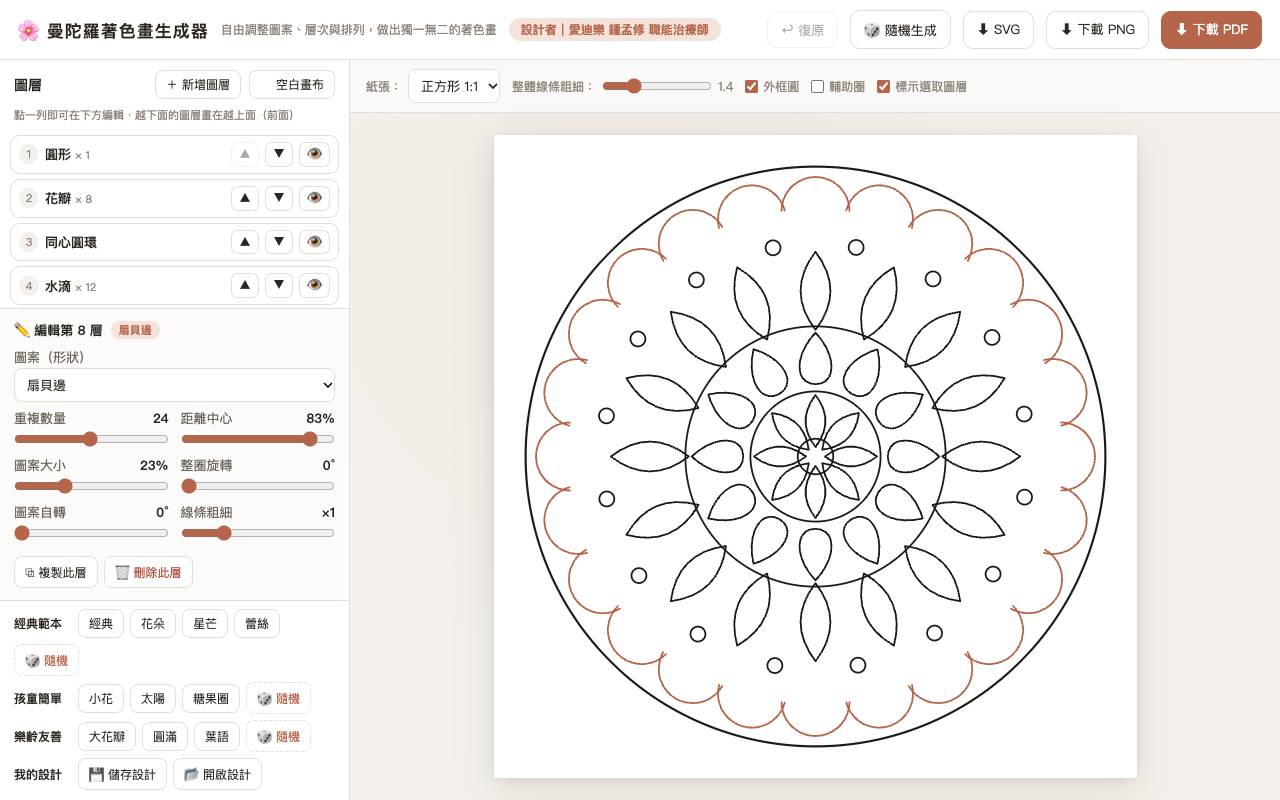 🌸 曼陀羅著色畫生成器 自由調整圖案、層次與排列，做出獨一無二的著色畫 設計者｜愛迪樂 鍾孟修 職能治療師 ↩ 復原 🎲 隨機生成 ⬇ SVG ⬇ 下載 PNG ⬇ 下載 PDF
圖層 ＋ 新增圖層 空白畫布
點一列即可在下方編輯 · 越下面的圖層畫在越上面（前面）
1 圓形 × 1 ▲ ▼ 👁
2 花瓣 × 8 ▲ ▼ 👁
3 同心圓環 ▲ ▼ 👁
4 水滴 × 12 ▲ ▼ 👁
✏️ 編輯第 8 層 扇貝邊
圖案（形狀）
扇貝邊
重複數量 24 距離中心 83%
圖案大小 23% 整圈旋轉 0°
圖案自轉 0° 線條粗細 ×1
⧉ 複製此層 🗑 刪除此層
經典範本 經典 花朵 星芒 蕾絲
🎲 隨機
孩童簡單 小花 太陽 糖果圈 🎲 隨機
樂齡友善 大花瓣 圓滿 葉語 🎲 隨機
我的設計 💾 儲存設計 📂 開啟設計
紙張： 正方形 1:1 整體線條粗細： 1.4 外框圓 輔助圈 標示選取圖層